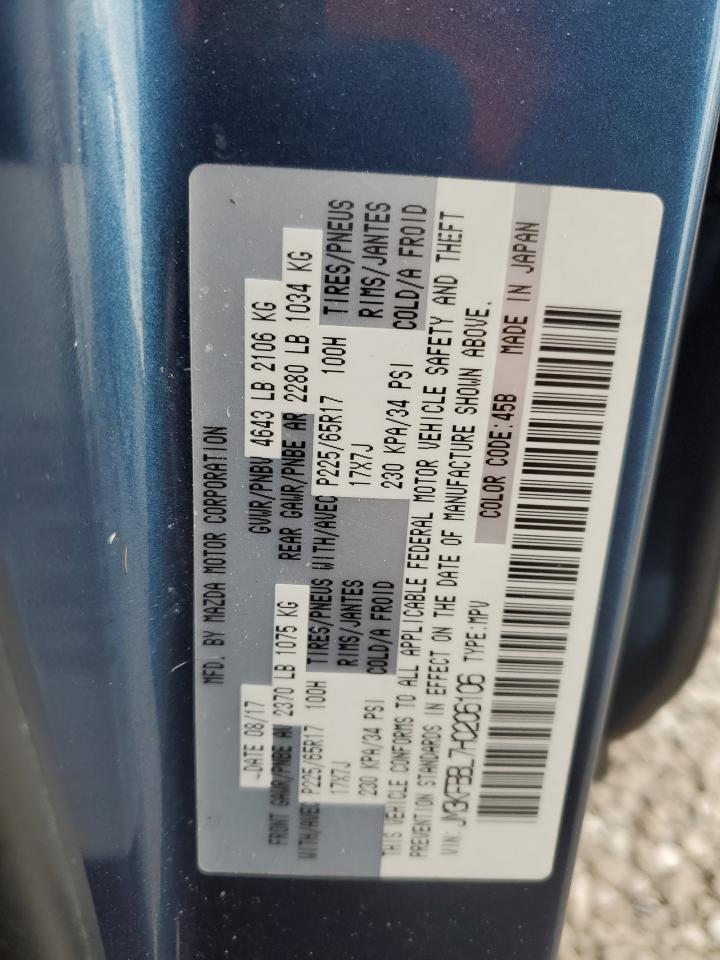 MFD. BY MAZDA MOTOR CORPORATION
DATE 08/17 GVWR/PNBV 4643 LB 2106 KG
FRONT GAWR/PNBE AV 2370 LB 1075 KG REAR GAWR/PNBE AR 2280 LB 1034 KG
WITH/AVEC P225/65R17 100H TIRES/PNEUS WITH/AVEC P225/65R17 100H TIRES/PNEUS
17X7J RIMS/JANTES 17X7J RIMS/JANTES
230 KPA/34 PSI COLD/A FROID 230 KPA/34 PSI COLD/A FROID
THIS VEHICLE CONFORMS TO ALL APPLICABLE FEDERAL MOTOR VEHICLE SAFETY AND THEFT
PREVENTION STANDARDS IN EFFECT ON THE DATE OF MANUFACTURE SHOWN ABOVE.
VIN: JM3KFBBL7H0206106 TYPE:MPV COLOR CODE:45B MADE IN JAPAN